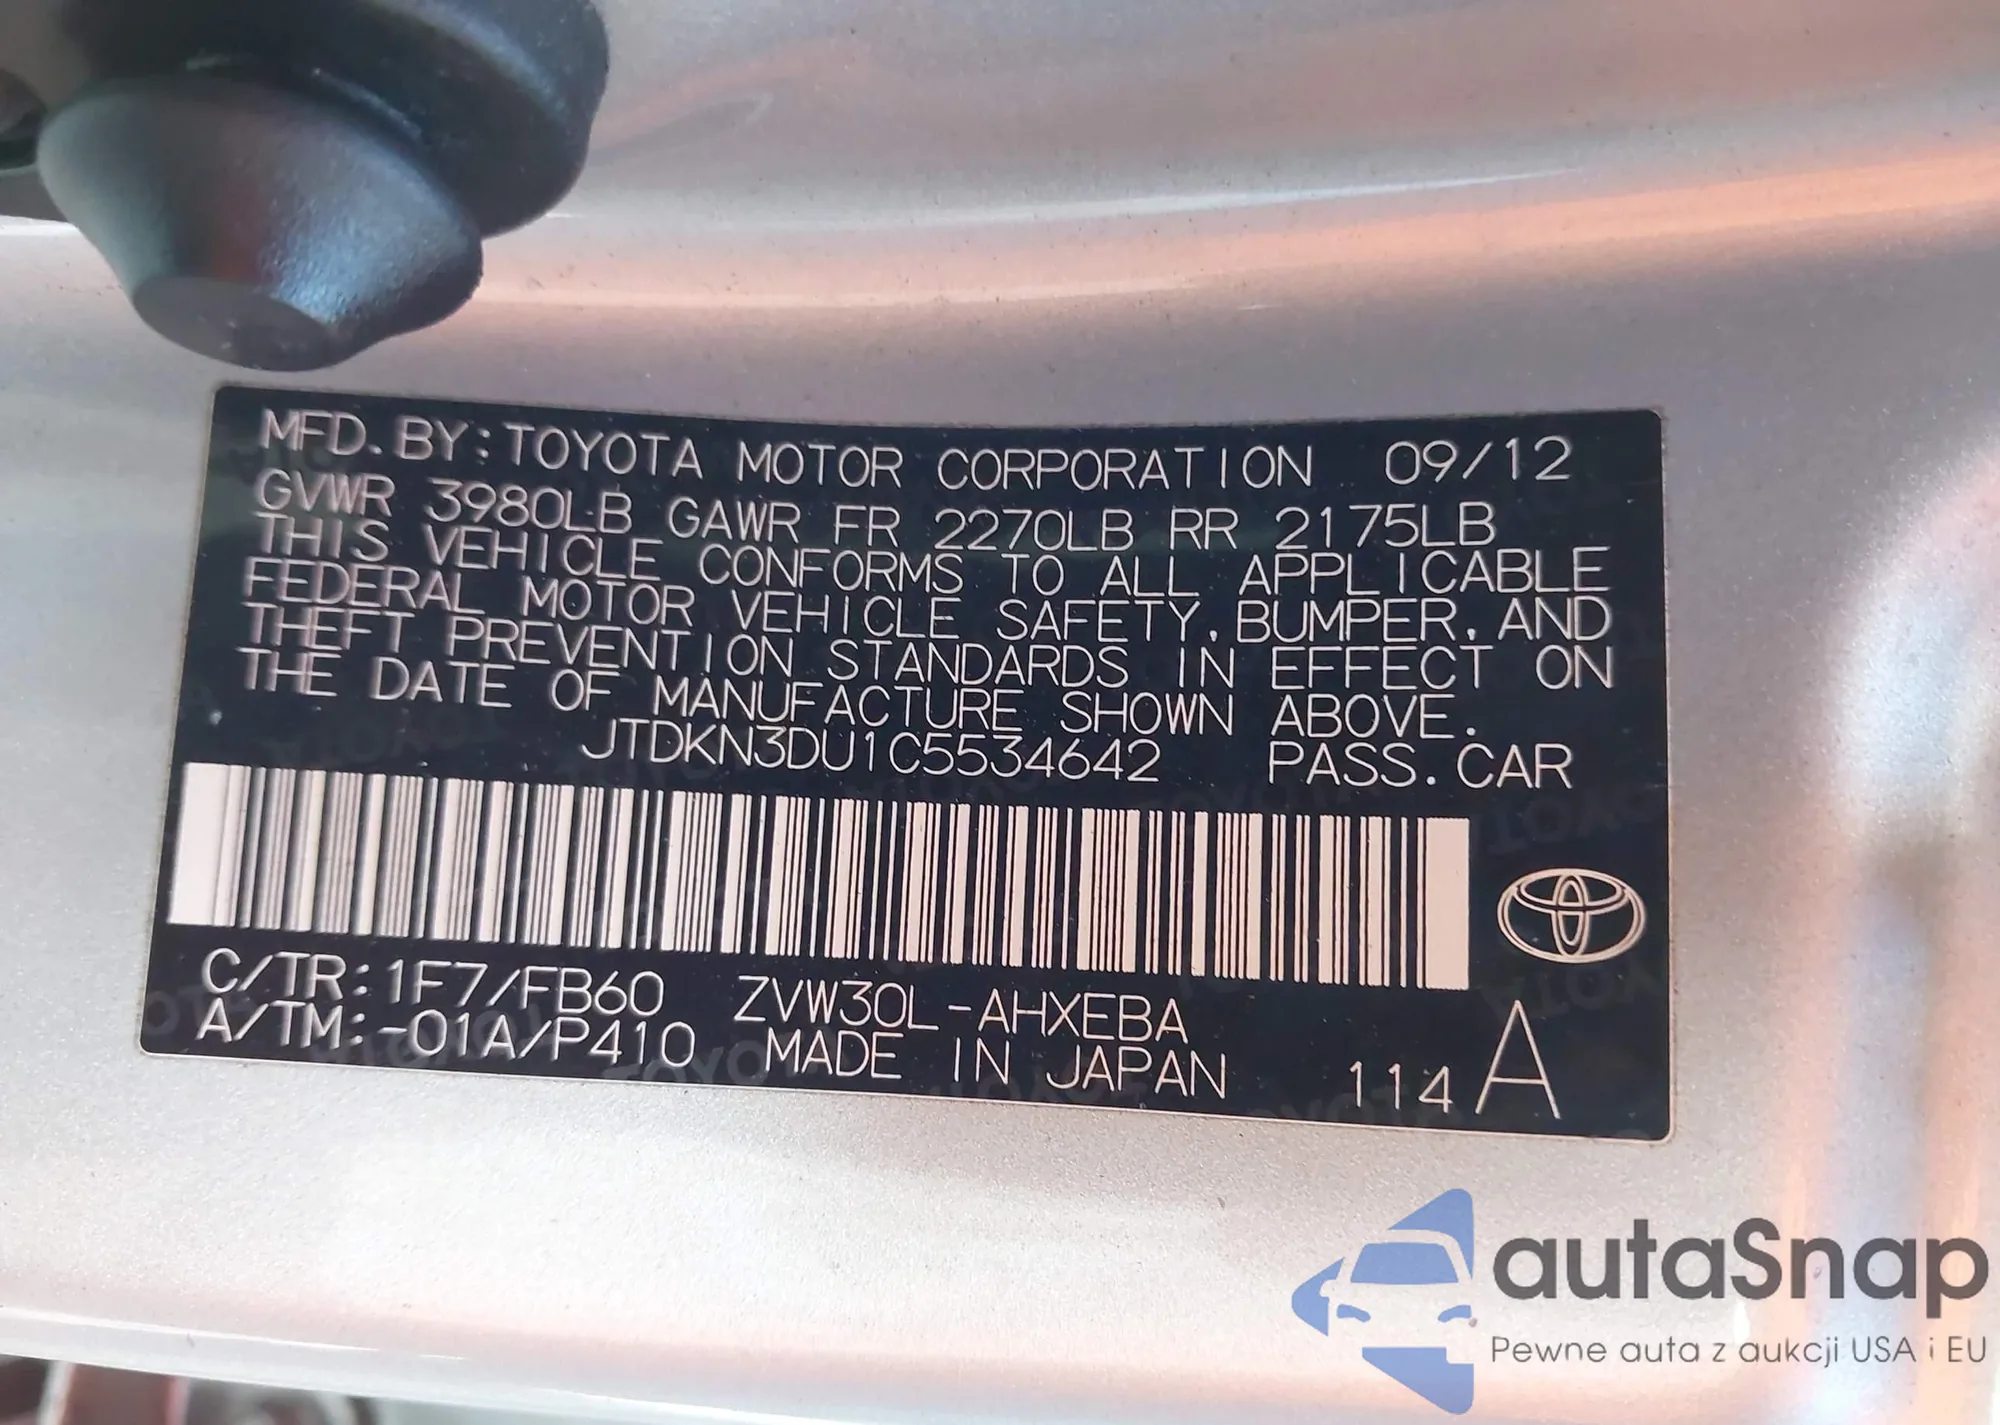 MFD. BY: TOYOTA MOTOR CORPORATION 09/12
GVWR 3980LB GAWR FR 2270LB RR 2175LB
THIS VEHICLE CONFORMS TO ALL APPLICABLE
FEDERAL MOTOR VEHICLE SAFETY, BUMPER, AND
THEFT PREVENTION STANDARDS IN EFFECT ON
THE DATE OF MANUFACTURE SHOWN ABOVE.
JTDKN3DU1C5534642 PASS. CAR
C/TR: 1F7/FB60 ZVW30L-AHXEBA
A/TM: -01A/P410 MADE IN JAPAN 114 A
autaSnap
Pewne auta z aukcji USA i EU